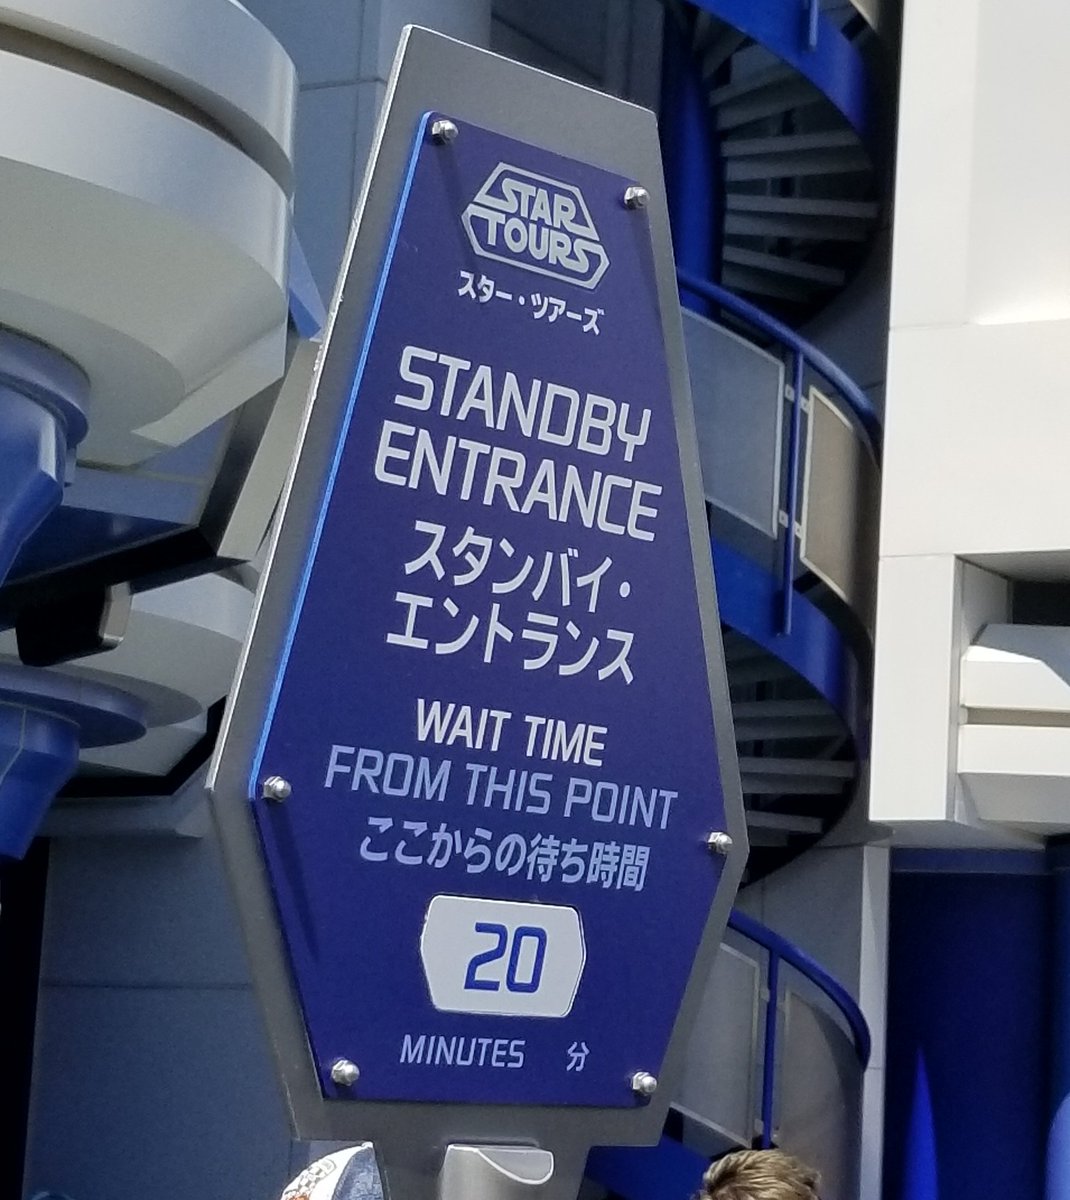 STAR
TOURS
スター・ツアーズ
STANDBY
ENTRANCE
スタンバイ・
エントランス
WAIT TIME
FROM THIS POINT
ここからの待ち時間
20
MINUTES 分